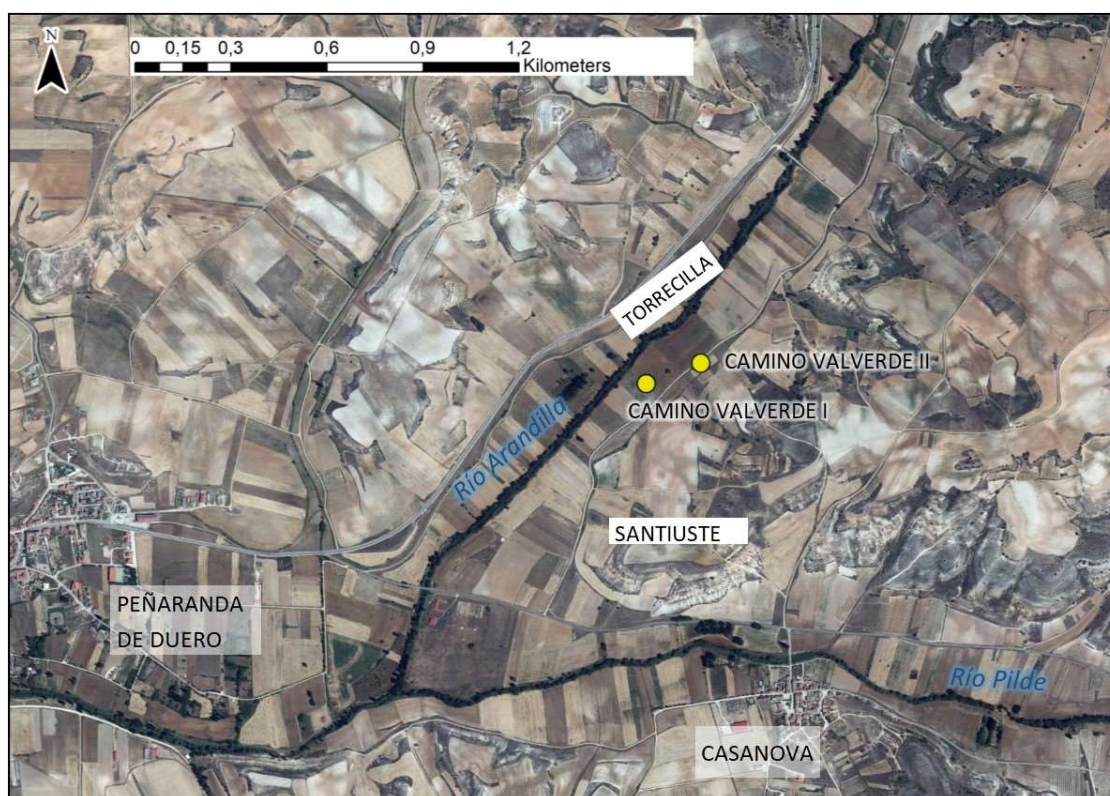 N
0 0,15 0,3 0,6 0,9 1,2
Kilometers
TORRECILLA
CAMINO VALVERDE II
CAMINO VALVERDE I
Río Arandilla
SANTIUSTE
PEÑARANDA
DE DUERO
Río Pilde
CASANOVA